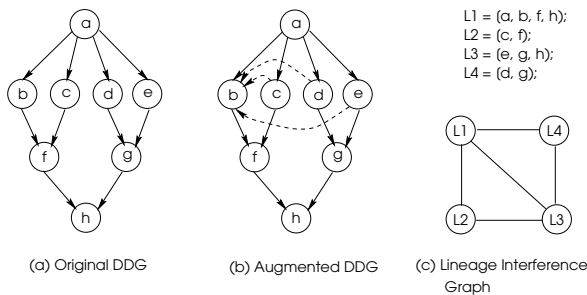 a
b
c
d
e
f
g
h
(a) Original DDG
a
b
c
d
e
f
g
h
(b) Augmented DDG
L1 = [a, b, f, h);
L2 = [c, f);
L3 = [e, g, h);
L4 = [d, g);
L1
L4
L2
L3
(c) Lineage Interference
Graph